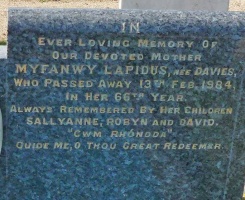 IN
EVER LOVING MEMORY OF
OUR DEVOTED MOTHER
MYFANWY LAPIDUS, NÉE DAVIES,
WHO PASSED AWAY 13TH FEB. 1984,
IN HER 66TH YEAR.
ALWAYS REMEMBERED BY HER CHILDREN
SALLYANNE, ROBYN AND DAVID.
"CWM RHONDDA"
GUIDE ME, O THOU GREAT REDEEMER.